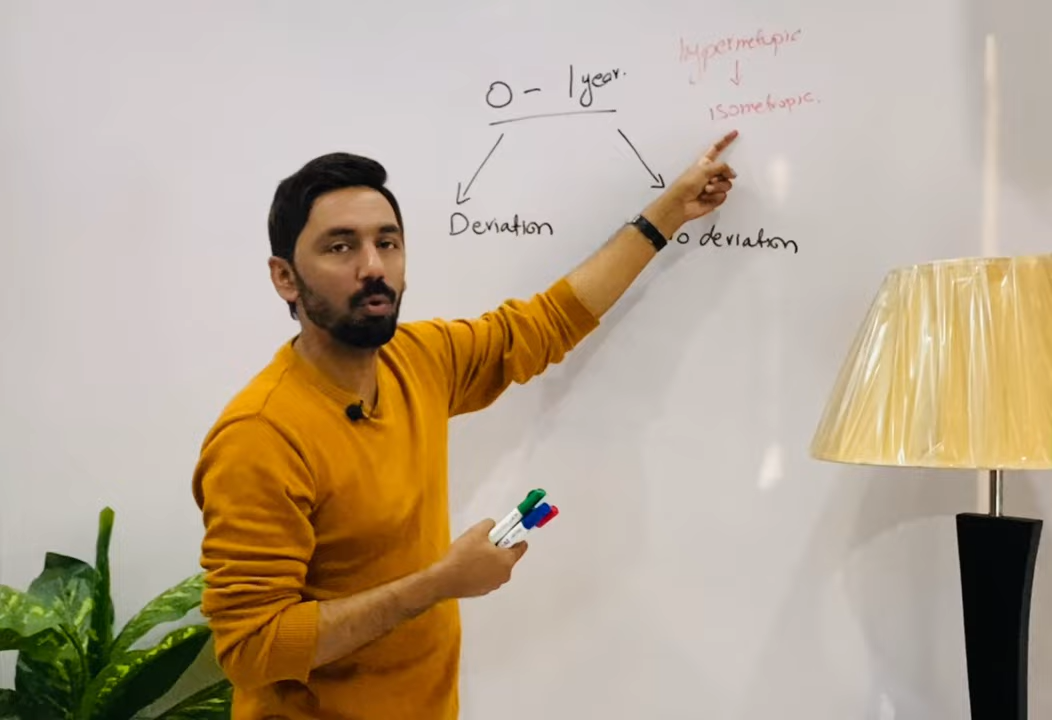 0 - 1 year.
hypermetropic
isometropic.
Deviation
o deviation